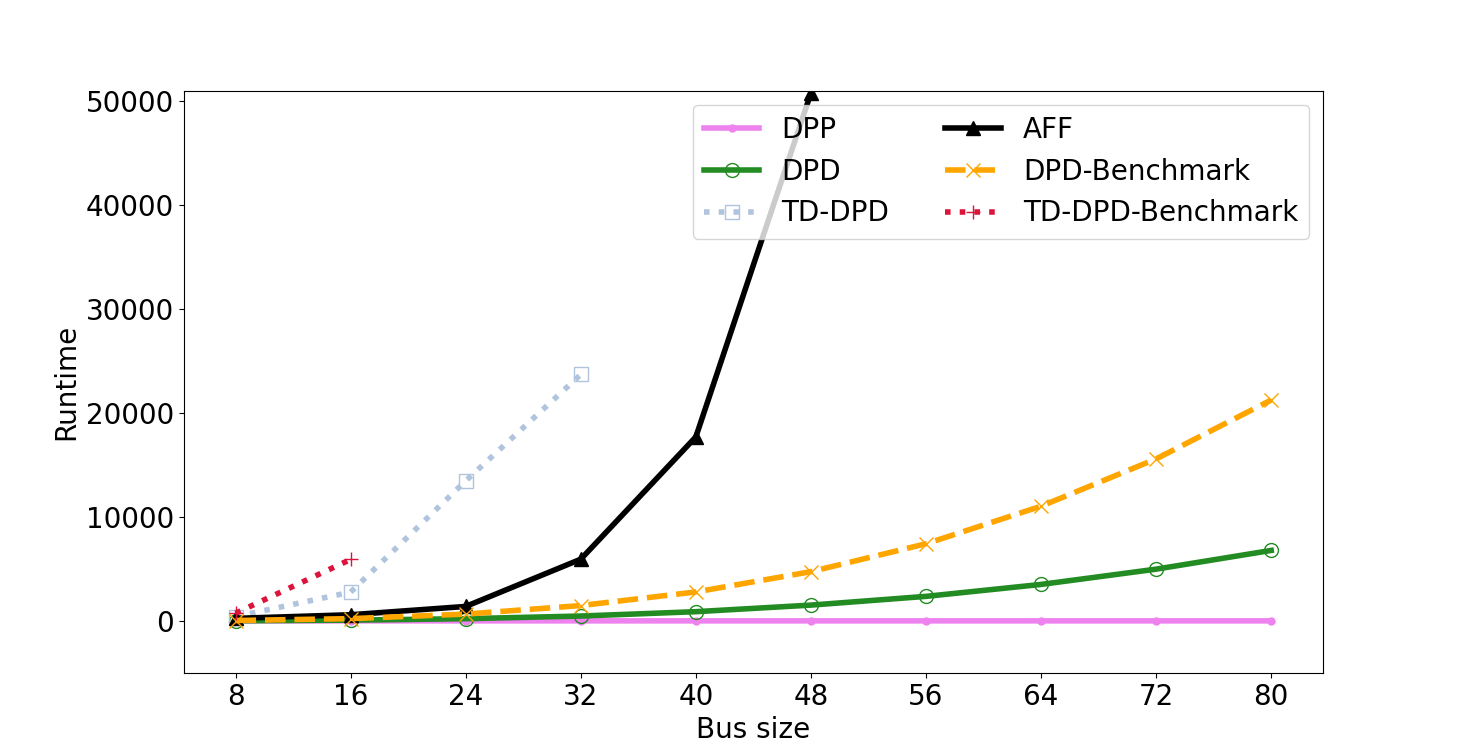 50000
40000
30000
20000
10000
0
Runtime
DPP
DPD
TD-DPD
AFF
DPD-Benchmark
TD-DPD-Benchmark
8 16 24 32 40 48 56 64 72 80
Bus size